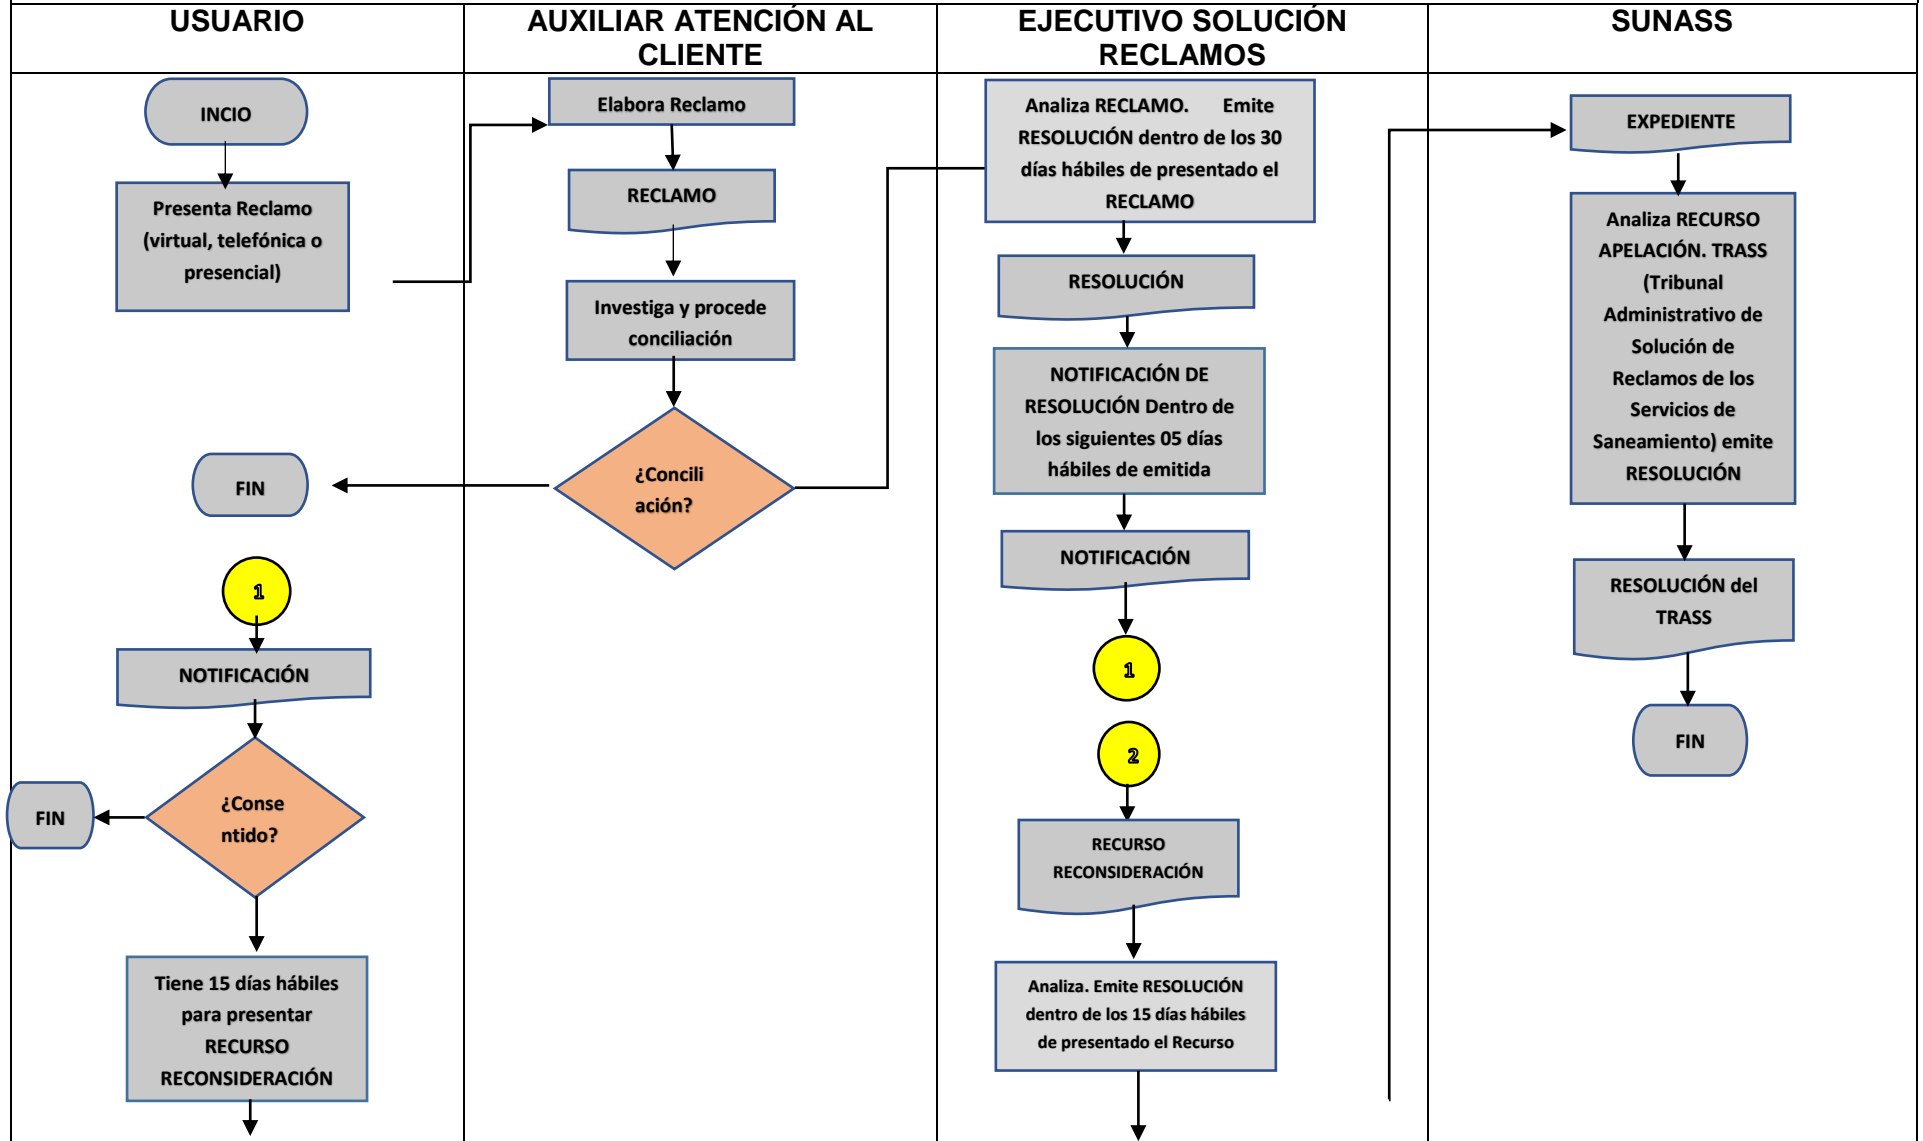 USUARIO
AUXILIAR ATENCIÓN AL
CLIENTE
EJECUTIVO SOLUCIÓN
RECLAMOS
SUNASS
INCIO
Presenta Reclamo
(virtual, telefónica o
presencial)
FIN
1
NOTIFICACIÓN
¿Conse
ntido?
FIN
Tiene 15 días hábiles
para presentar
RECURSO
RECONSIDERACIÓN
Elabora Reclamo
RECLAMO
Investiga y procede
conciliación
¿Concili
ación?
Analiza RECLAMO. Emite
RESOLUCIÓN dentro de los 30
días hábiles de presentado el
RECLAMO
RESOLUCIÓN
NOTIFICACIÓN DE
RESOLUCIÓN Dentro de
los siguientes 05 días
hábiles de emitida
NOTIFICACIÓN
1
2
RECURSO
RECONSIDERACIÓN
Analiza. Emite RESOLUCIÓN
dentro de los 15 días hábiles
de presentado el Recurso
EXPEDIENTE
Analiza RECURSO
APELACIÓN. TRASS
(Tribunal
Administrativo de
Solución de
Reclamos de los
Servicios de
Saneamiento) emite
RESOLUCIÓN
RESOLUCIÓN del
TRASS
FIN